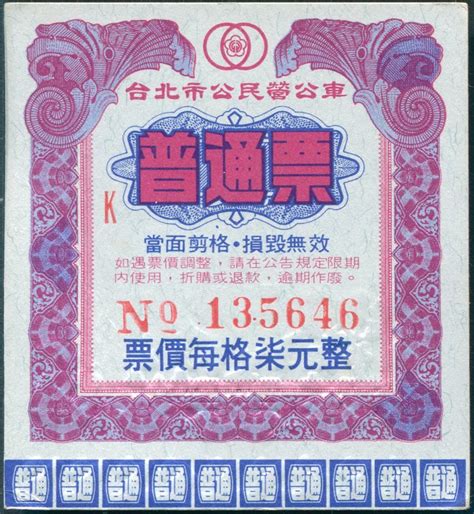 台北市公民營公車
普通票
K
當面剪格•損毀無效
如遇票價調整，請在公告規定限期
內使用，折購或退款，逾期作廢。
No 135646
票價每格柒元整
普通 普通 普通 普通 普通 普通 普通 普通 普通 普通